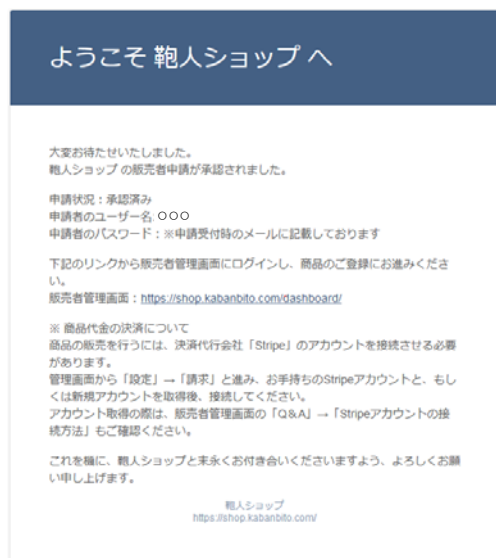 ようこそ 鞄人ショップ へ
大変お待たせいたしました。
鞄人ショップ の販売者申請が承認されました。
申請状況：承認済み
申請者のユーザー名: ○○○
申請者のパスワード：※申請受付時のメールに記載しております
下記のリンクから販売者管理画面にログインし、商品のご登録にお進みくださ
い。
販売者管理画面：https://shop.kabanbito.com/dashboard/
※ 商品代金の決済について
商品の販売を行うには、決済代行会社「Stripe」のアカウントを接続させる必要
があります。
管理画面から「設定」→「請求」と進み、お手持ちのStripeアカウントと、もし
くは新規アカウントを取得後、接続してください。
アカウント取得の際は、販売者管理画面の「Q&A」→「Stripeアカウントの接
続方法」もご確認ください。
これを機に、鞄人ショップと末永くお付き合いくださいますよう、よろしくお願
い申し上げます。
鞄人ショップ
https://shop.kabanbito.com/